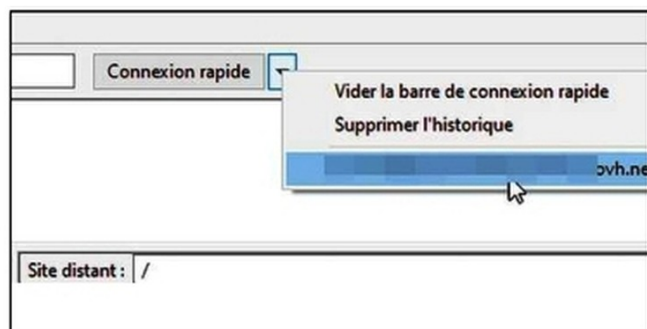 Connexion rapide
Vider la barre de connexion rapide
Supprimer l'historique
ovh.ne
Site distant : /